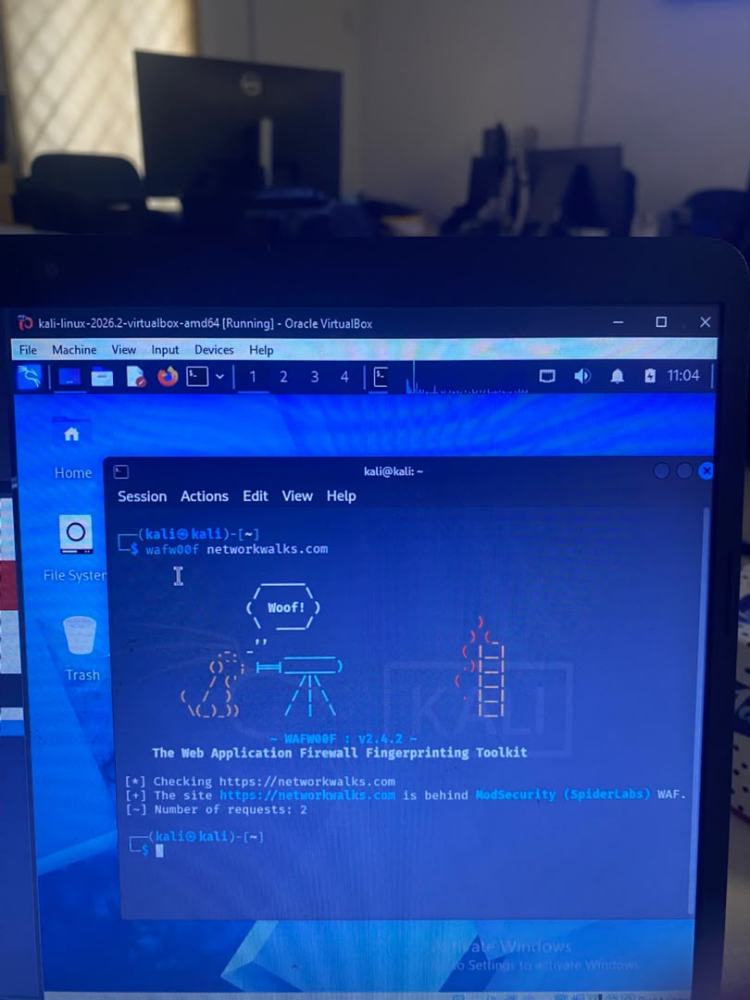 kali-linux-2026.2-virtualbox-amd64 [Running] - Oracle VirtualBox
File Machine View Input Devices Help
1 2 3 4 11:04
Home
kali@kali: ~
Session Actions Edit View Help
(kali㉿kali)-[~]
$ wafw00f networkwalks.com
File System
Woof!
Trash
KALI
~ WAFW00F : v2.4.2 ~
The Web Application Firewall Fingerprinting Toolkit
[*] Checking https://networkwalks.com
[+] The site https://networkwalks.com is behind ModSecurity (SpiderLabs) WAF.
[~] Number of requests: 2
(kali㉿kali)-[~]
$
Activate Windows
Go to Settings to activate Windows.